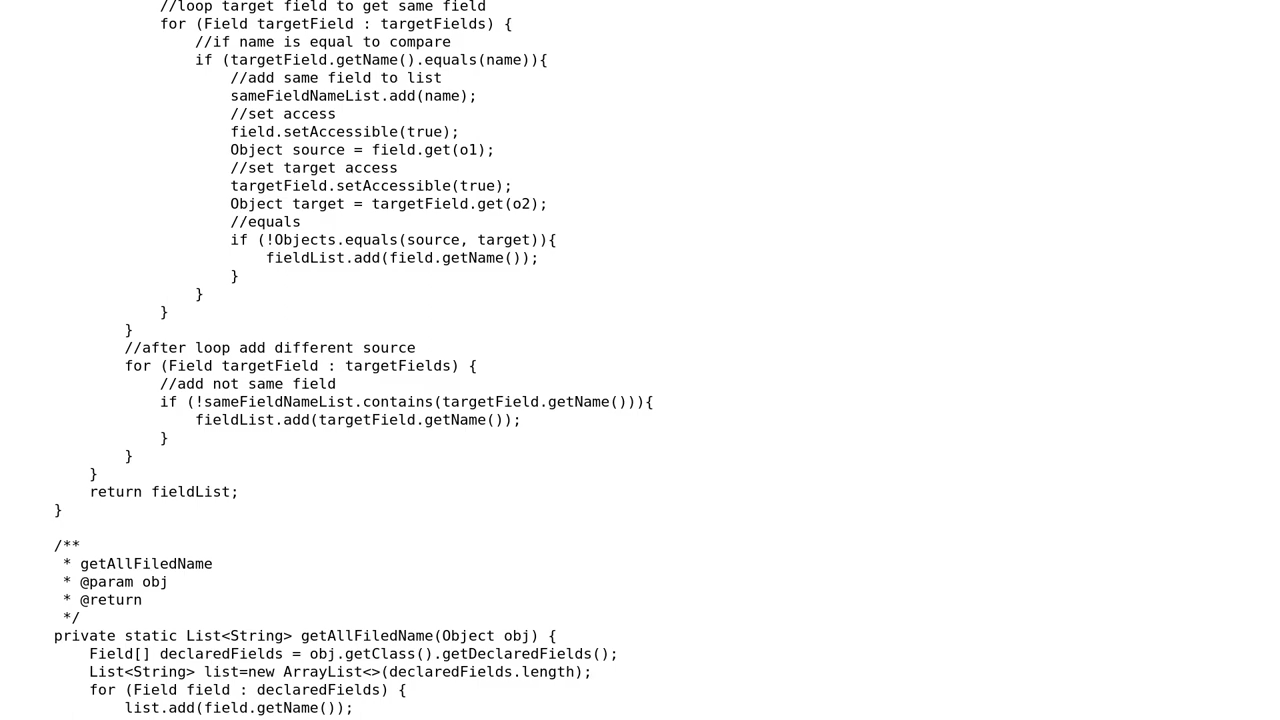 //loop target field to get same field
for (Field targetField : targetFields) {
//if name is equal to compare
if (targetField.getName().equals(name)){
//add same field to list
sameFieldNameList.add(name);
//set access
field.setAccessible(true);
Object source = field.get(o1);
//set target access
targetField.setAccessible(true);
Object target = targetField.get(o2);
//equals
if (!Objects.equals(source, target)){
fieldList.add(field.getName());
}
}
}
}
//after loop add different source
for (Field targetField : targetFields) {
//add not same field
if (!sameFieldNameList.contains(targetField.getName())){
fieldList.add(targetField.getName());
}
}
}
return fieldList;
}
/**
* getAllFiledName
* @param obj
* @return
*/
private static List<String> getAllFiledName(Object obj) {
Field[] declaredFields = obj.getClass().getDeclaredFields();
List<String> list=new ArrayList<>(declaredFields.length);
for (Field field : declaredFields) {
list.add(field.getName());